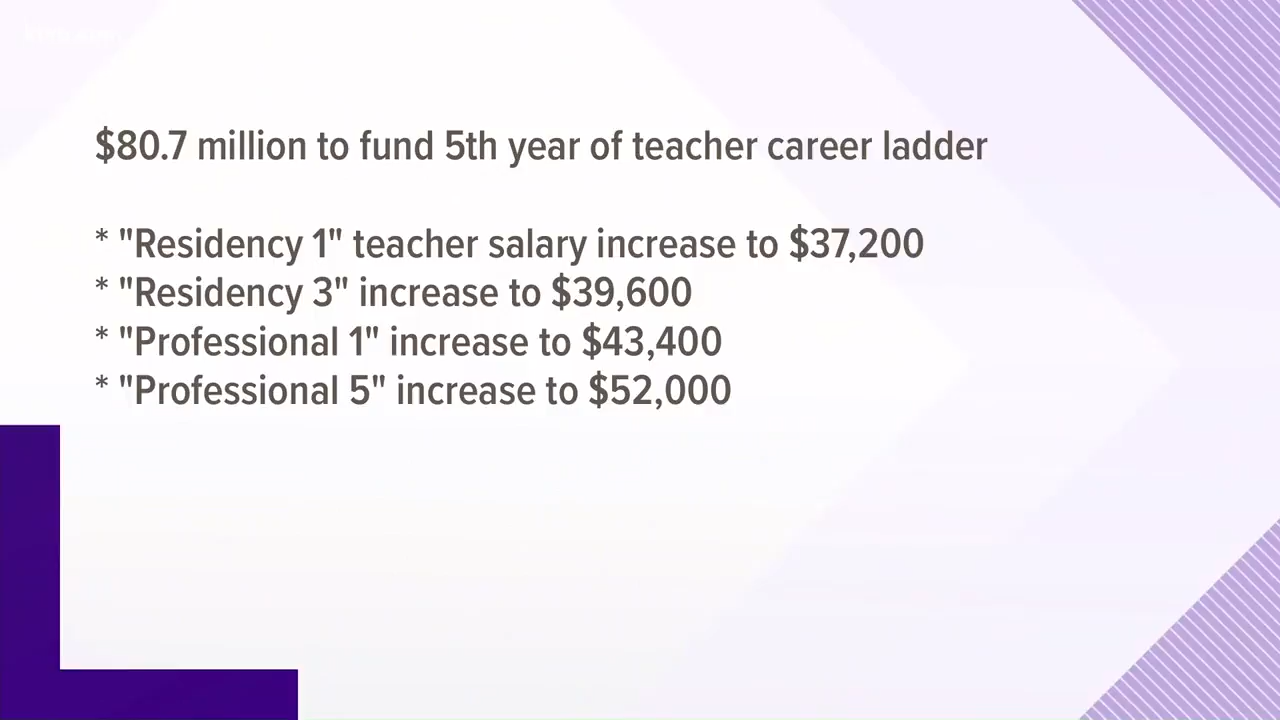 $80.7 million to fund 5th year of teacher career ladder
* "Residency 1" teacher salary increase to $37,200
* "Residency 3" increase to $39,600
* "Professional 1" increase to $43,400
* "Professional 5" increase to $52,000